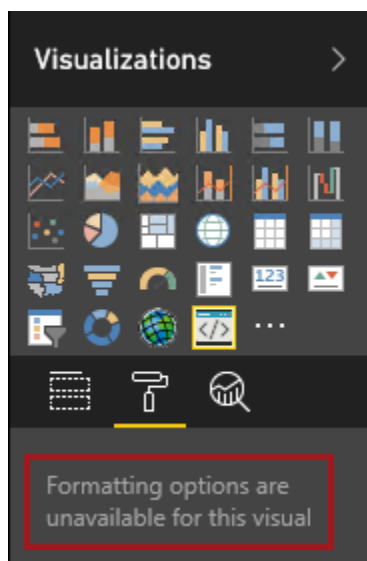 Visualizations
123
</>
...
Formatting options are
unavailable for this visual